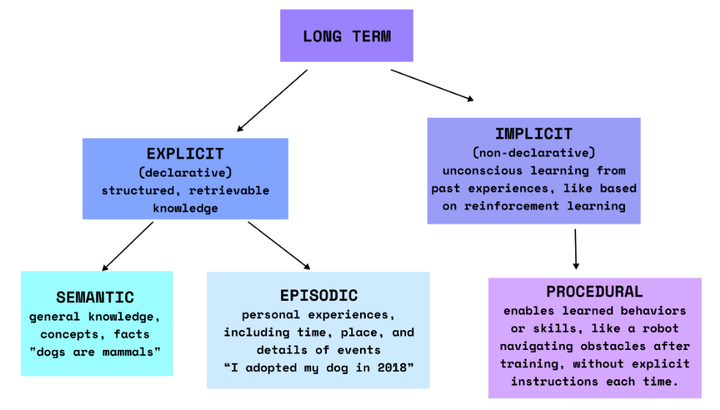 LONG TERM
EXPLICIT
(declarative)
structured, retrievable
knowledge
IMPLICIT
(non-declarative)
unconscious learning from
past experiences, like based
on reinforcement learning
SEMANTIC
general knowledge,
concepts, facts
"dogs are mammals"
EPISODIC
personal experiences,
including time, place, and
details of events
“I adopted my dog in 2018”
PROCEDURAL
enables learned behaviors
or skills, like a robot
navigating obstacles after
training, without explicit
instructions each time.